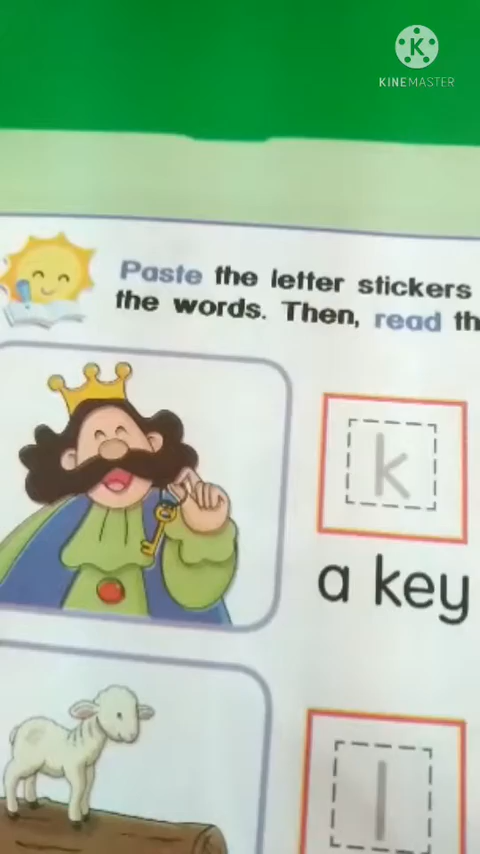 K
KINEMASTER
Paste the letter stickers
the words. Then, read th
k
a key
l